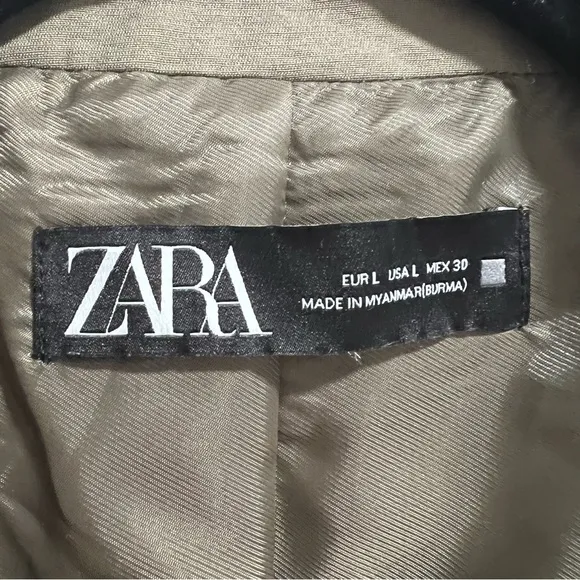 ZARA
EUR L USA L MEX 30
MADE IN MYANMAR(BURMA)